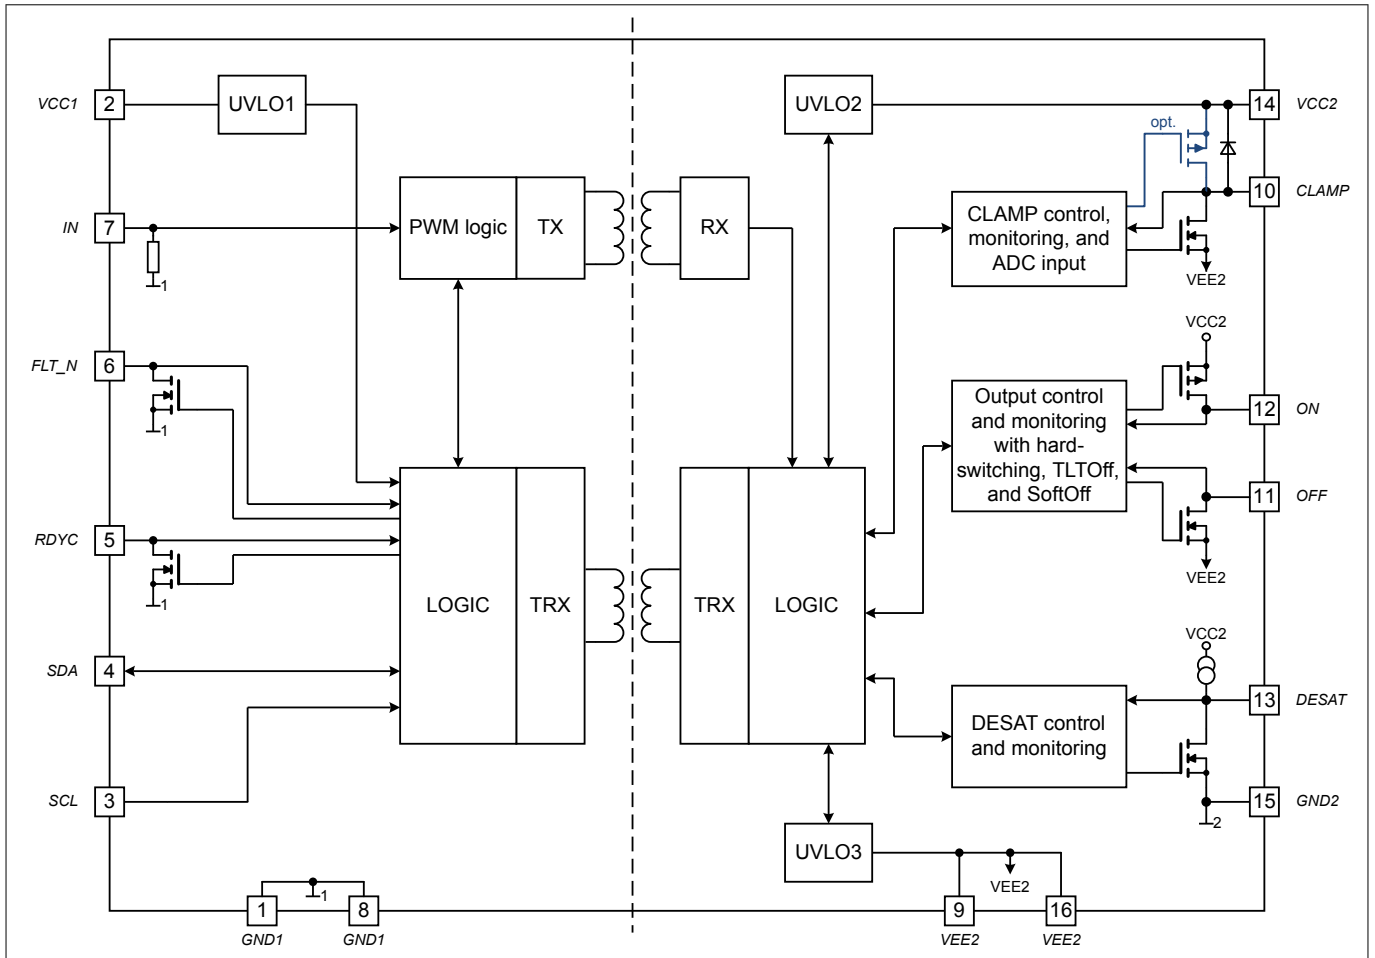 VCC1
2
UVLO1
UVLO2
14
VCC2
opt.
10
CLAMP
IN
7
PWM logic
TX
RX
CLAMP control,
monitoring, and
ADC input
VEE2
1
VCC2
FLT_N
6
1
Output control
and monitoring
with hard-
switching, TLTOff,
and SoftOff
12
ON
11
OFF
VEE2
RDYC
5
1
LOGIC
TRX
TRX
LOGIC
VCC2
SDA
4
DESAT control
and monitoring
13
DESAT
SCL
3
15
GND2
2
UVLO3
VEE2
1
1
8
9
16
GND1
GND1
VEE2
VEE2